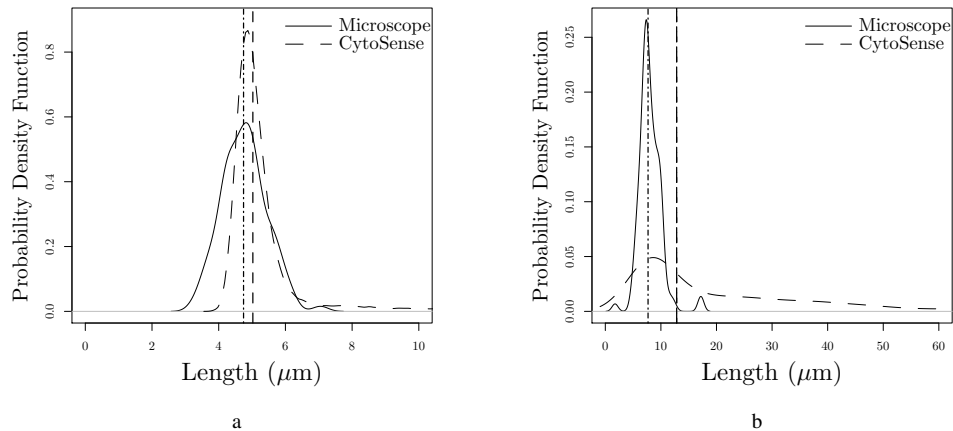 Microscope
CytoSense
Probability Density Function
0.0 0.2 0.4 0.6 0.8
0 2 4 6 8 10
Length (μm)
a
Microscope
CytoSense
Probability Density Function
0.00 0.05 0.10 0.15 0.20 0.25
0 10 20 30 40 50 60
Length (μm)
b